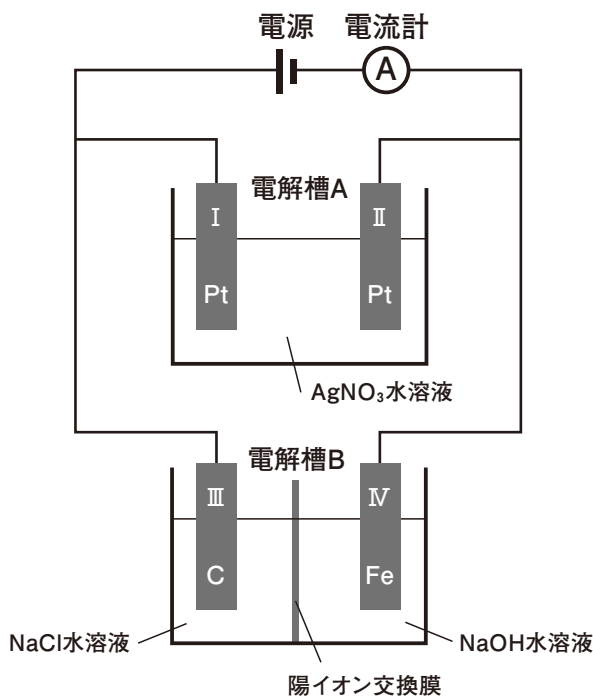 電源 電流計
A
電解槽A
Ⅰ Ⅱ
Pt Pt
AgNO₃水溶液
電解槽B
Ⅲ Ⅳ
C Fe
NaCl水溶液 NaOH水溶液
陽イオン交換膜